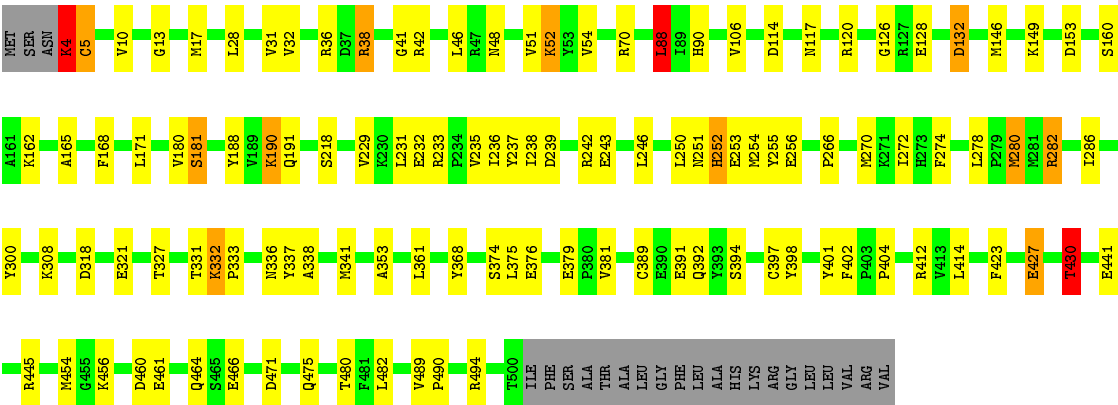 MET SER ASN K4 C5 V10 G13 M17 L28 V31 V32 R36 D37 R38 G41 R42 L46 R47 N48 V51 K52 Y53 V54 R70 L88 I89 H90 V106 D114 N117 R120 G126 R127 E128 D132 M146 K149 D153 S160
A161 K162 A165 F168 L171 V180 S181 Y188 V189 K190 Q191 S218 V229 K230 L231 E232 R233 P234 V235 I236 Y237 I238 D239 R242 E243 L246 L250 N251 H252 E253 M254 Y255 E256 P266 M270 K271 I272 H273 F274 L278 P279 M280 M281 R282 I286
Y300 K308 D318 E321 T327 T331 K332 P333 N336 Y337 A338 M341 A353 L361 Y368 S374 L375 E376 E379 P380 V381 C389 E390 E391 Q392 Y393 S394 C397 Y398 Y401 F402 P403 P404 R412 V413 L414 F423 E427 T430 E441
R445 M454 G455 K456 D460 E461 Q464 S465 E466 D471 Q475 T480 F481 L482 V489 P490 R494 T500 ILE PHE SER ALA THR ALA LEU GLY PHE LEU ALA HIS LYS ARG GLY LEU LEU VAL ARG VAL